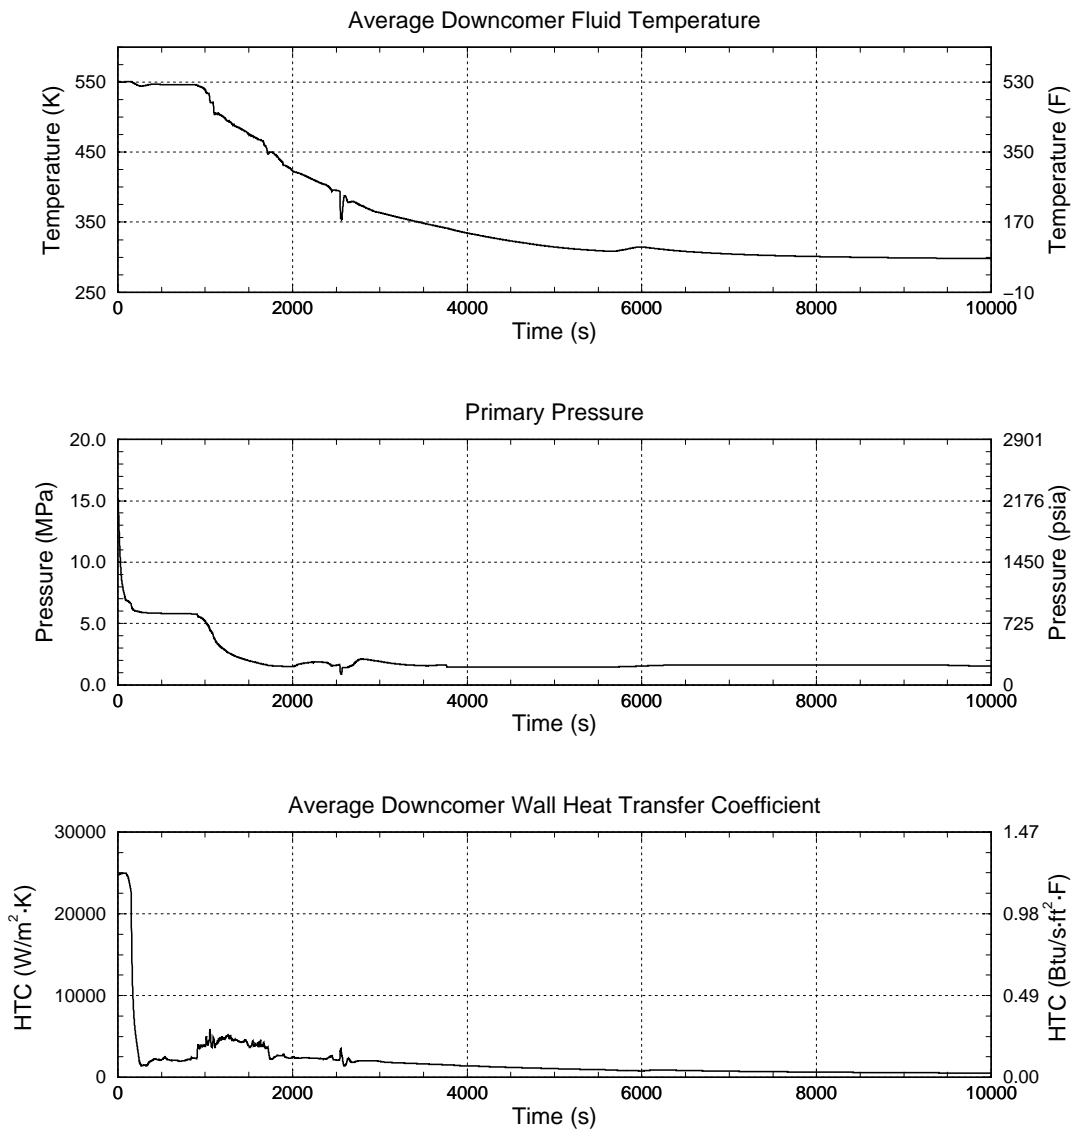 Average Downcomer Fluid Temperature
550
450
350
250
Temperature (K)
530
350
170
−10
Temperature (F)
0 2000 4000 6000 8000 10000
Time (s)
Primary Pressure
20.0
15.0
10.0
5.0
0.0
Pressure (MPa)
2901
2176
1450
725
0
Pressure (psia)
0 2000 4000 6000 8000 10000
Time (s)
Average Downcomer Wall Heat Transfer Coefficient
30000
20000
10000
0
HTC (W/m²·K)
1.47
0.98
0.49
0.00
HTC (Btu/s·ft²·F)
0 2000 4000 6000 8000 10000
Time (s)